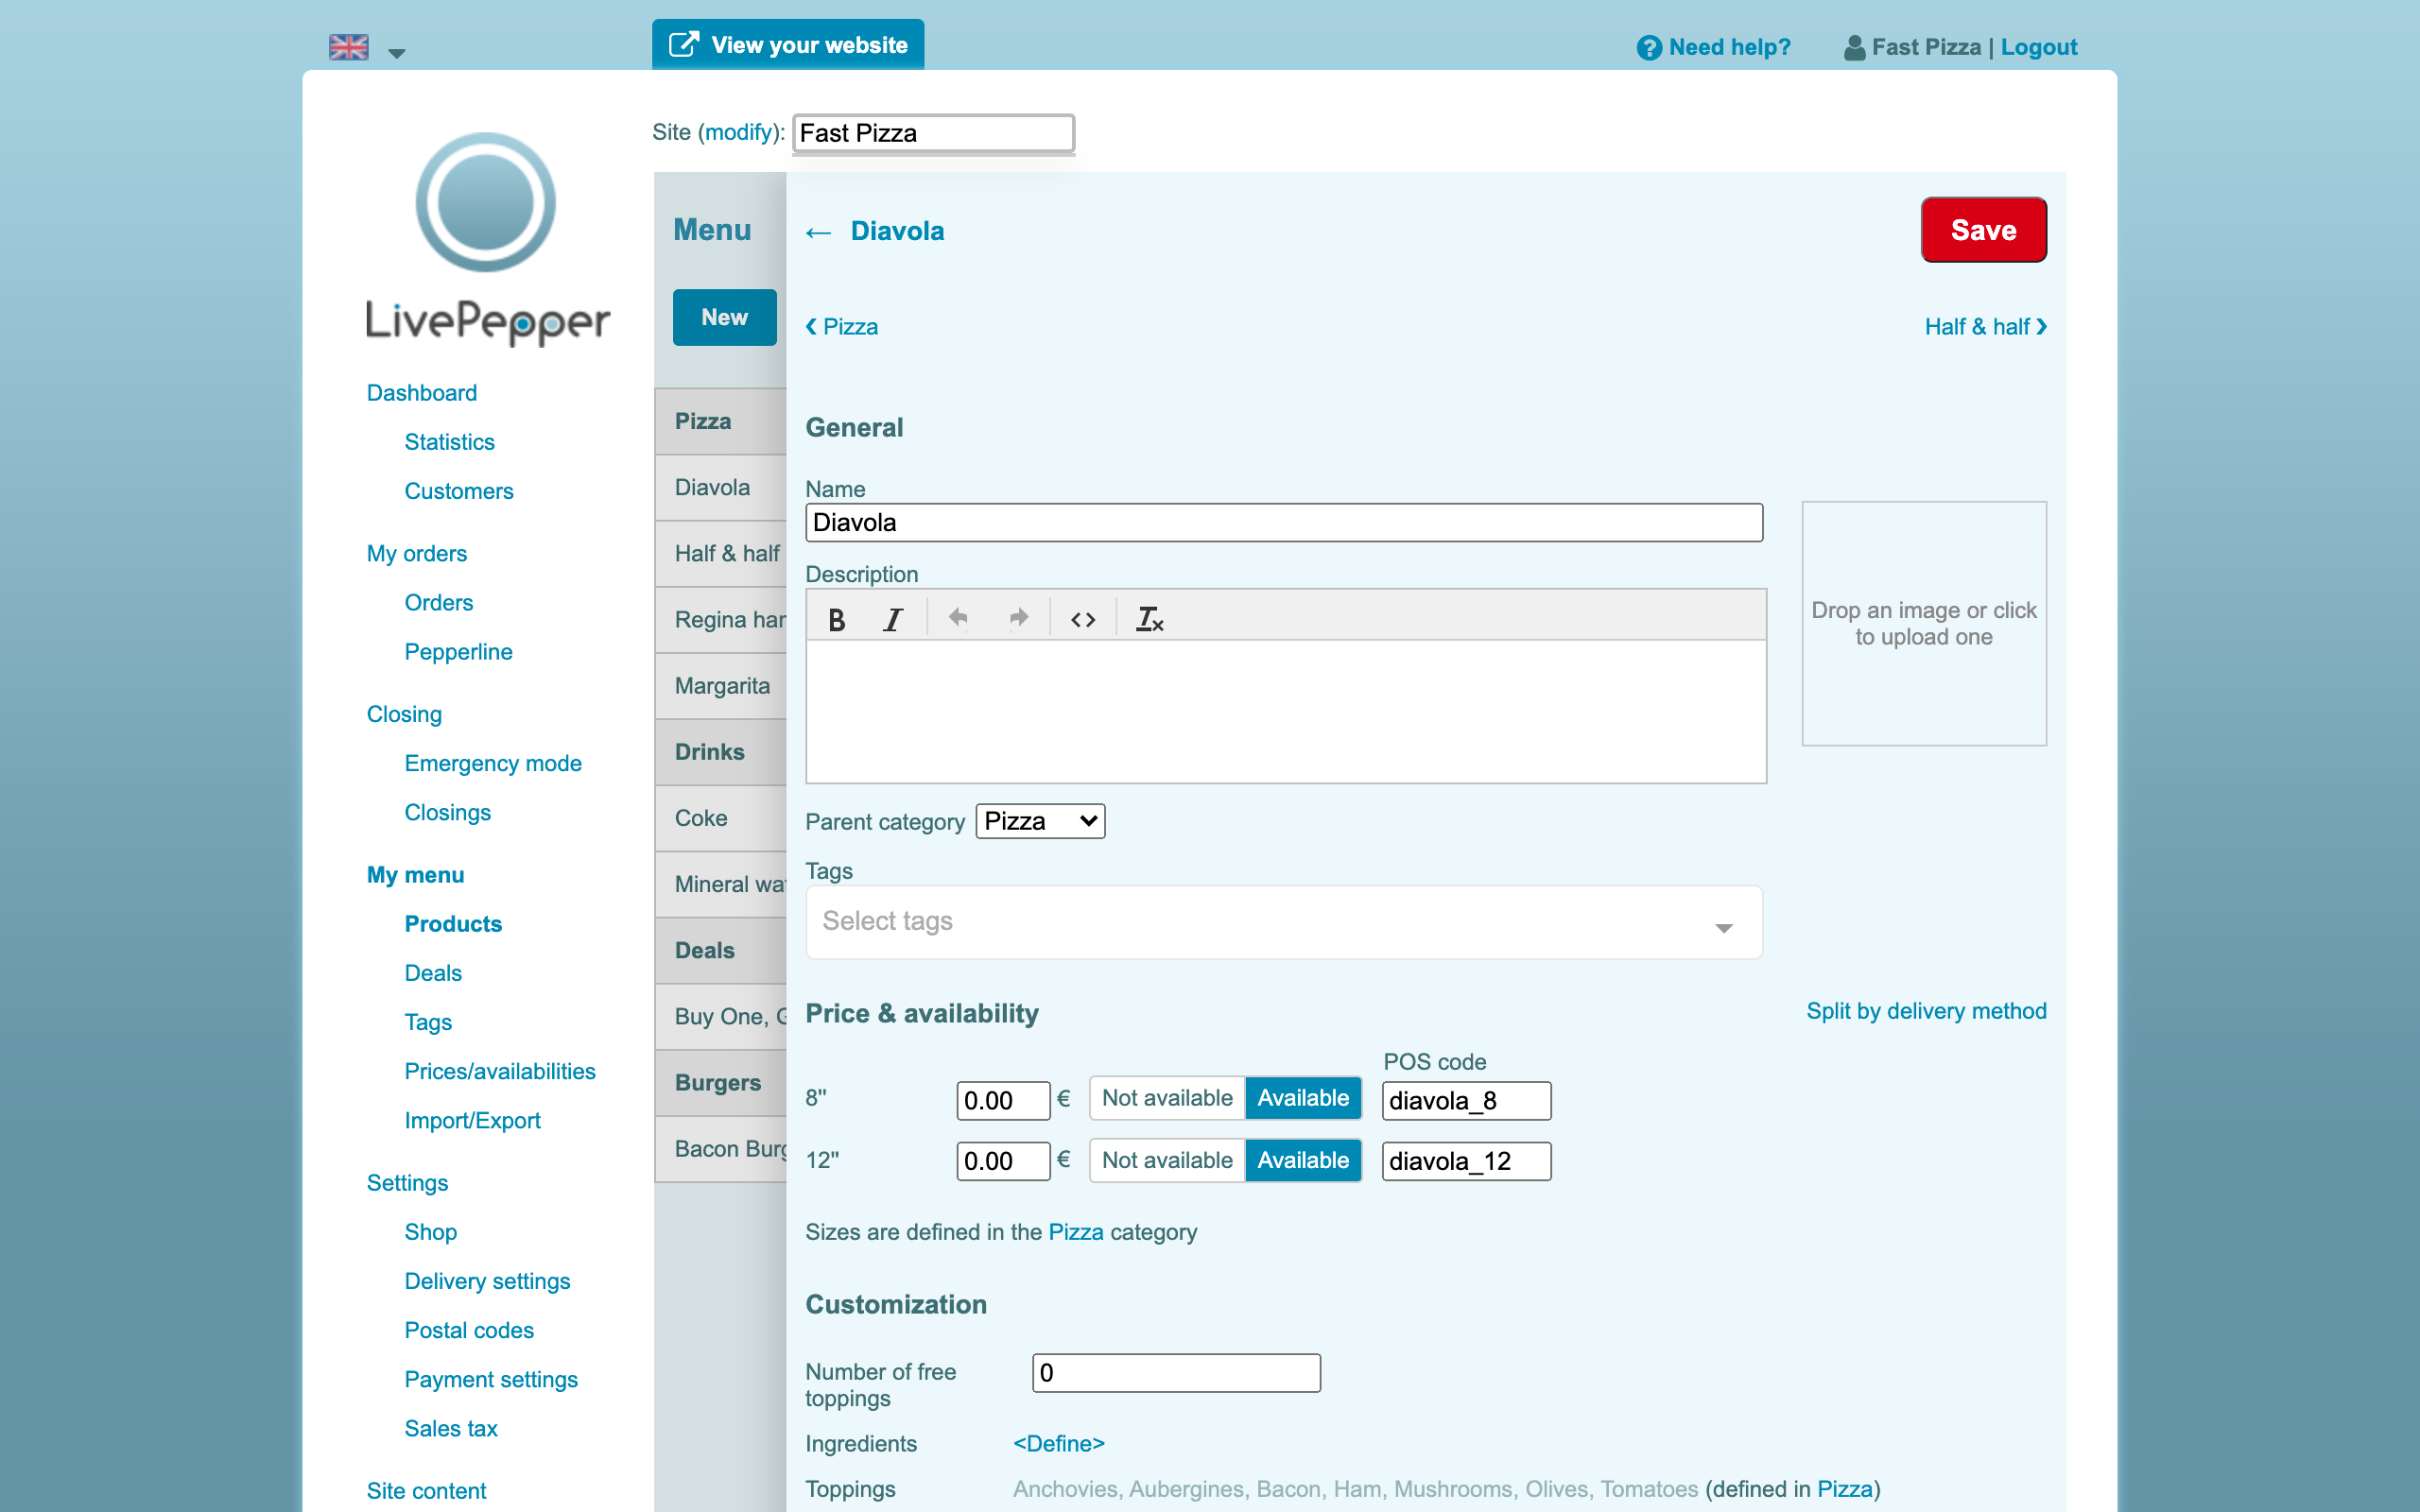 View your website
Need help?
Fast Pizza | Logout
Site (modify): Fast Pizza
LivePepper
Dashboard
Statistics
Customers
My orders
Orders
Pepperline
Closing
Emergency mode
Closings
My menu
Products
Deals
Tags
Prices/availabilities
Import/Export
Settings
Shop
Delivery settings
Postal codes
Payment settings
Sales tax
Site content
Menu
New
Pizza
Diavola
Half & half
Regina
Margarita
Drinks
Coke
Mineral
Deals
Buy One,
Burgers
Bacon
← Diavola
Save
❮ Pizza
Half & half ❯
General
Name
Diavola
Description
Drop an image or click
to upload one
Parent category Pizza
Tags
Select tags
Price & availability
Split by delivery method
POS code
8" 0.00 € Not available Available diavola_8
12" 0.00 € Not available Available diavola_12
Sizes are defined in the Pizza category
Customization
Number of free
toppings
0
Ingredients <Define>
Toppings Anchovies, Aubergines, Bacon, Ham, Mushrooms, Olives, Tomatoes (defined in Pizza)